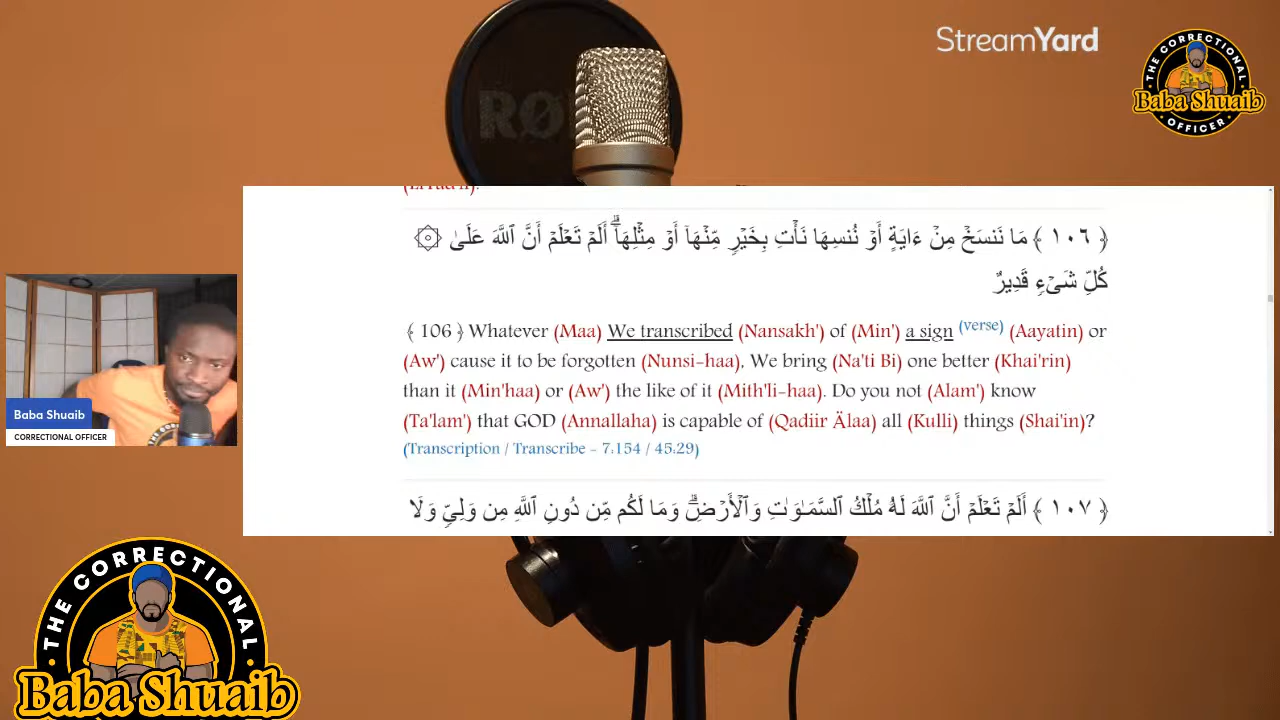 StreamYard
THE CORRECTIONAL
Baba Shuaib
OFFICER
RØ
﴿ ١٠٦ ﴾ مَا نَنسَخۡ مِنۡ ءَايَةٍ أَوۡ نُنسِهَا نَأۡتِ بِخَيۡرٖ مِّنۡهَآ أَوۡ مِثۡلِهَآۗ أَلَمۡ تَعۡلَمۡ أَنَّ ٱللَّهَ عَلَىٰ ۞
كُلِّ شَيۡءٖ قَدِيرٌ
﴾ 106 ﴿ Whatever (Maa) We transcribed (Nansakh') of (Min') a sign (verse) (Aayatin) or
(Aw') cause it to be forgotten (Nunsi-haa), We bring (Na'ti Bi) one better (Khai'rin)
than it (Min'haa) or (Aw') the like of it (Mith'li-haa). Do you not (Alam') know
(Ta'lam') that GOD (Annallaha) is capable of (Qadiir Älaa) all (Kulli) things (Shai'in)?
(Transcription / Transcribe - 7:154 / 45:29)
﴿ ١٠٧ ﴾ أَلَمۡ تَعۡلَمۡ أَنَّ ٱللَّهَ لَهُۥ مُلۡكُ ٱلسَّمَٰوَٰتِ وَٱلۡأَرۡضِۗ وَمَا لَكُم مِّن دُونِ ٱللَّهِ مِن وَلِيّٖ وَلَا
Baba Shuaib
CORRECTIONAL OFFICER
THE CORRECTIONAL
Baba Shuaib